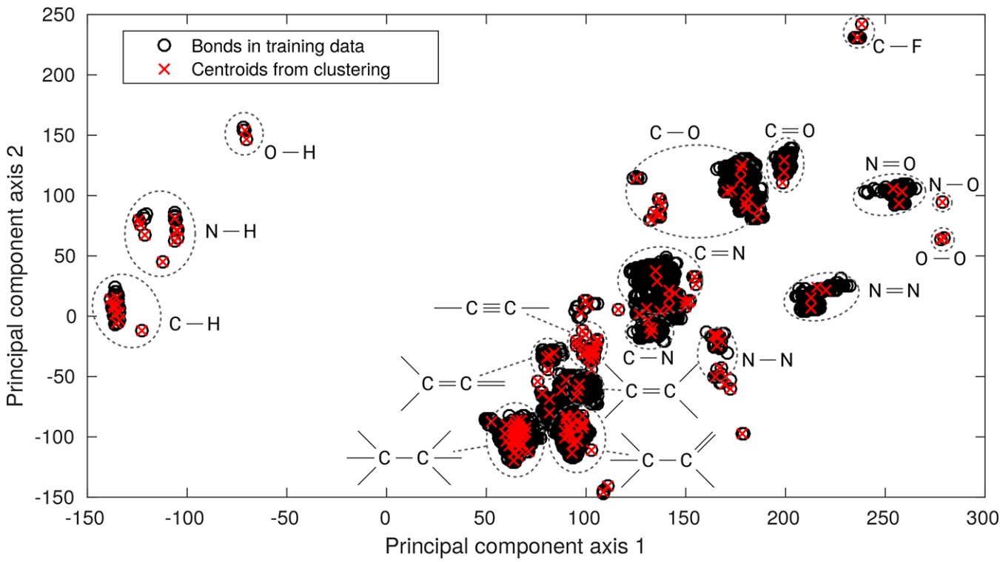 250
200
150
100
50
0
-50
-100
-150
-150
-100
-50
0
50
100
150
200
250
300
Principal component axis 2
Principal component axis 1
Bonds in training data
Centroids from clustering
C — F
O — H
C — O
C = O
N = O
N — O
N — H
O — O
C = N
N = N
C — H
C ≡ C
C — N
N — N
C = C =
C = C
C — C
C — C